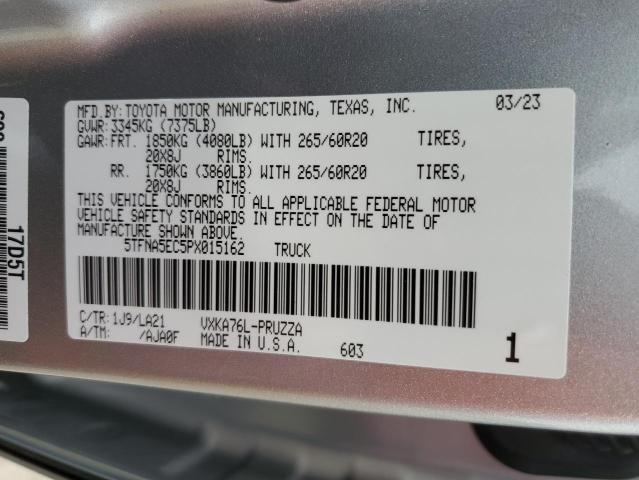 MFD.BY:TOYOTA MOTOR MANUFACTURING, TEXAS, INC. 03/23
GVWR:3345KG (7375LB)
GAWR:FRT. 1850KG (4080LB) WITH 265/60R20 TIRES,
20X8J RIMS.
RR. 1750KG (3860LB) WITH 265/60R20 TIRES,
20X8J RIMS.
THIS VEHICLE CONFORMS TO ALL APPLICABLE FEDERAL MOTOR
VEHICLE SAFETY STANDARDS IN EFFECT ON THE DATE OF
MANUFACTURE SHOWN ABOVE.
5TFNA5EC5PX015162 TRUCK
C/TR:1J9/LA21 VXKA76L-PRUZZA
A/TM: /AJA0F MADE IN U.S.A. 603
1
17D5T